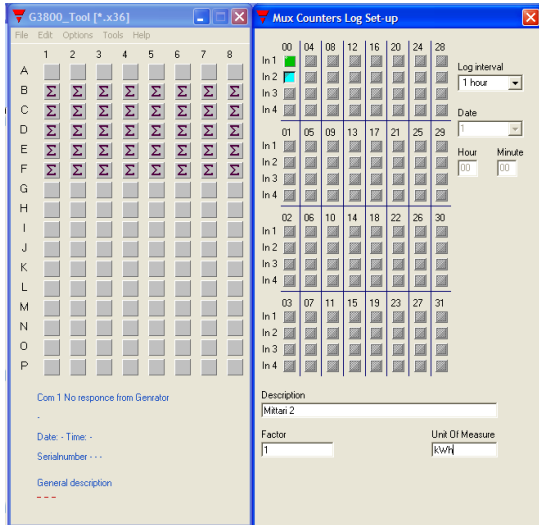 G3800_Tool [*.x36]
File Edit Options Tools Help
1 2 3 4 5 6 7 8
A
B Σ Σ Σ Σ Σ Σ Σ Σ
C Σ Σ Σ Σ Σ Σ Σ Σ
D Σ Σ Σ Σ Σ Σ Σ Σ
E Σ Σ Σ Σ Σ Σ Σ Σ
F Σ Σ Σ Σ Σ Σ Σ Σ
G
H
I
J
K
L
M
N
O
P
Com 1 No responce from Genrator
-
Date: - Time: -
Serialnumber - - -
General description
- - -
Mux Counters Log Set-up
00 04 08 12 16 20 24 28
In 1
In 2
In 3
In 4
01 05 09 13 17 21 25 29
In 1
In 2
In 3
In 4
02 06 10 14 18 22 26 30
In 1
In 2
In 3
In 4
03 07 11 15 19 23 27 31
In 1
In 2
In 3
In 4
Log interval
1 hour
Date
1
Hour Minute
00 00
Description
Mittari 2
Factor Unit Of Measure
1 kWh